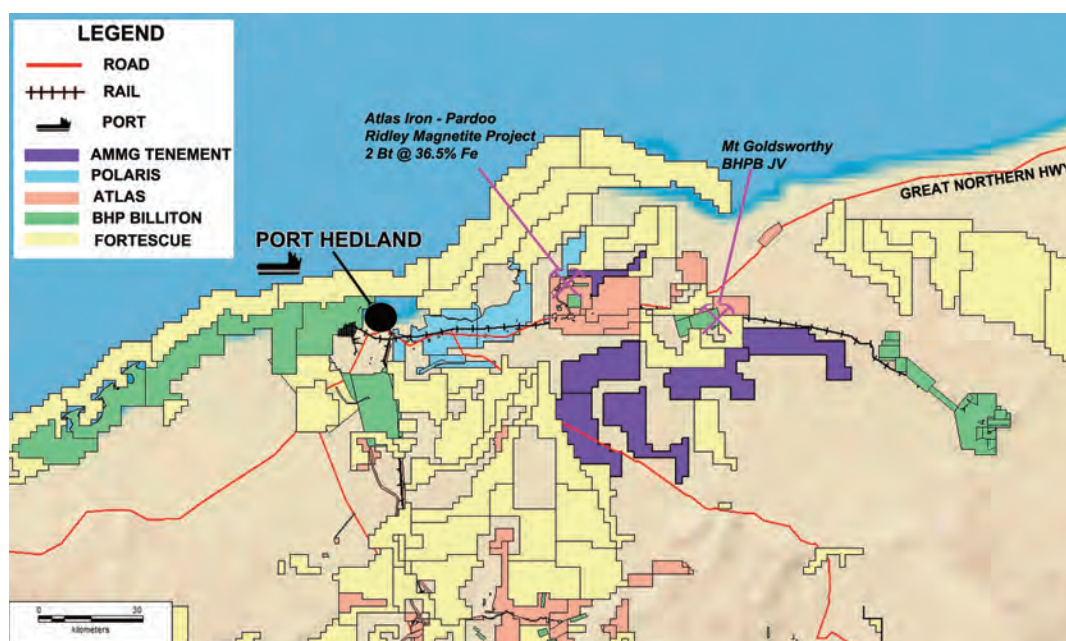 LEGEND
ROAD
RAIL
PORT
AMMG TENEMENT
POLARIS
ATLAS
BHP BILLITON
FORTESCUE
Atlas Iron - Pardoo
Ridley Magnetite Project
2 Bt @ 36.5% Fe
Mt Goldsworthy
BHPB JV
GREAT NORTHERN HWY
PORT HEDLAND
0 30
kilometers